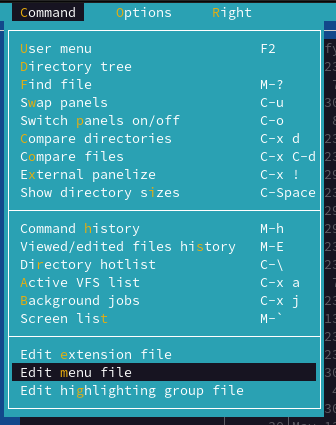 Command Options Right
User menu F2
Directory tree
Find file M-?
Swap panels C-u
Switch panels on/off C-o
Compare directories C-x d
Compare files C-x C-d
External panelize C-x !
Show directory sizes C-Space
Command history M-h
Viewed/edited files history M-E
Directory hotlist C-\
Active VFS list C-x a
Background jobs C-x j
Screen list M-`
Edit extension file
Edit menu file
Edit highlighting group file